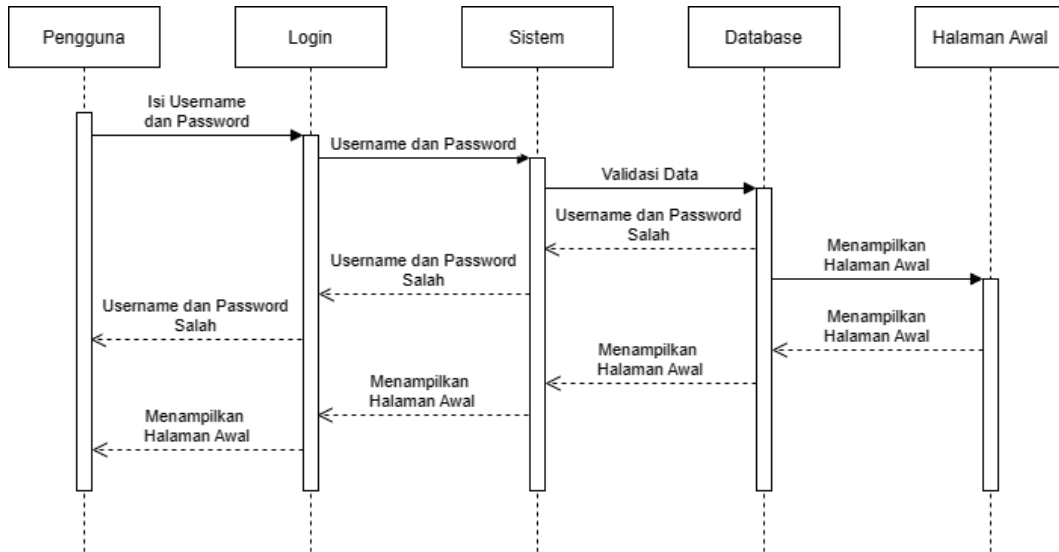 Pengguna
Login
Sistem
Database
Halaman Awal
Isi Username
dan Password
Username dan Password
Validasi Data
Username dan Password
Salah
Menampilkan
Halaman Awal
Username dan Password
Salah
Username dan Password
Salah
Menampilkan
Halaman Awal
Menampilkan
Halaman Awal
Menampilkan
Halaman Awal
Menampilkan
Halaman Awal